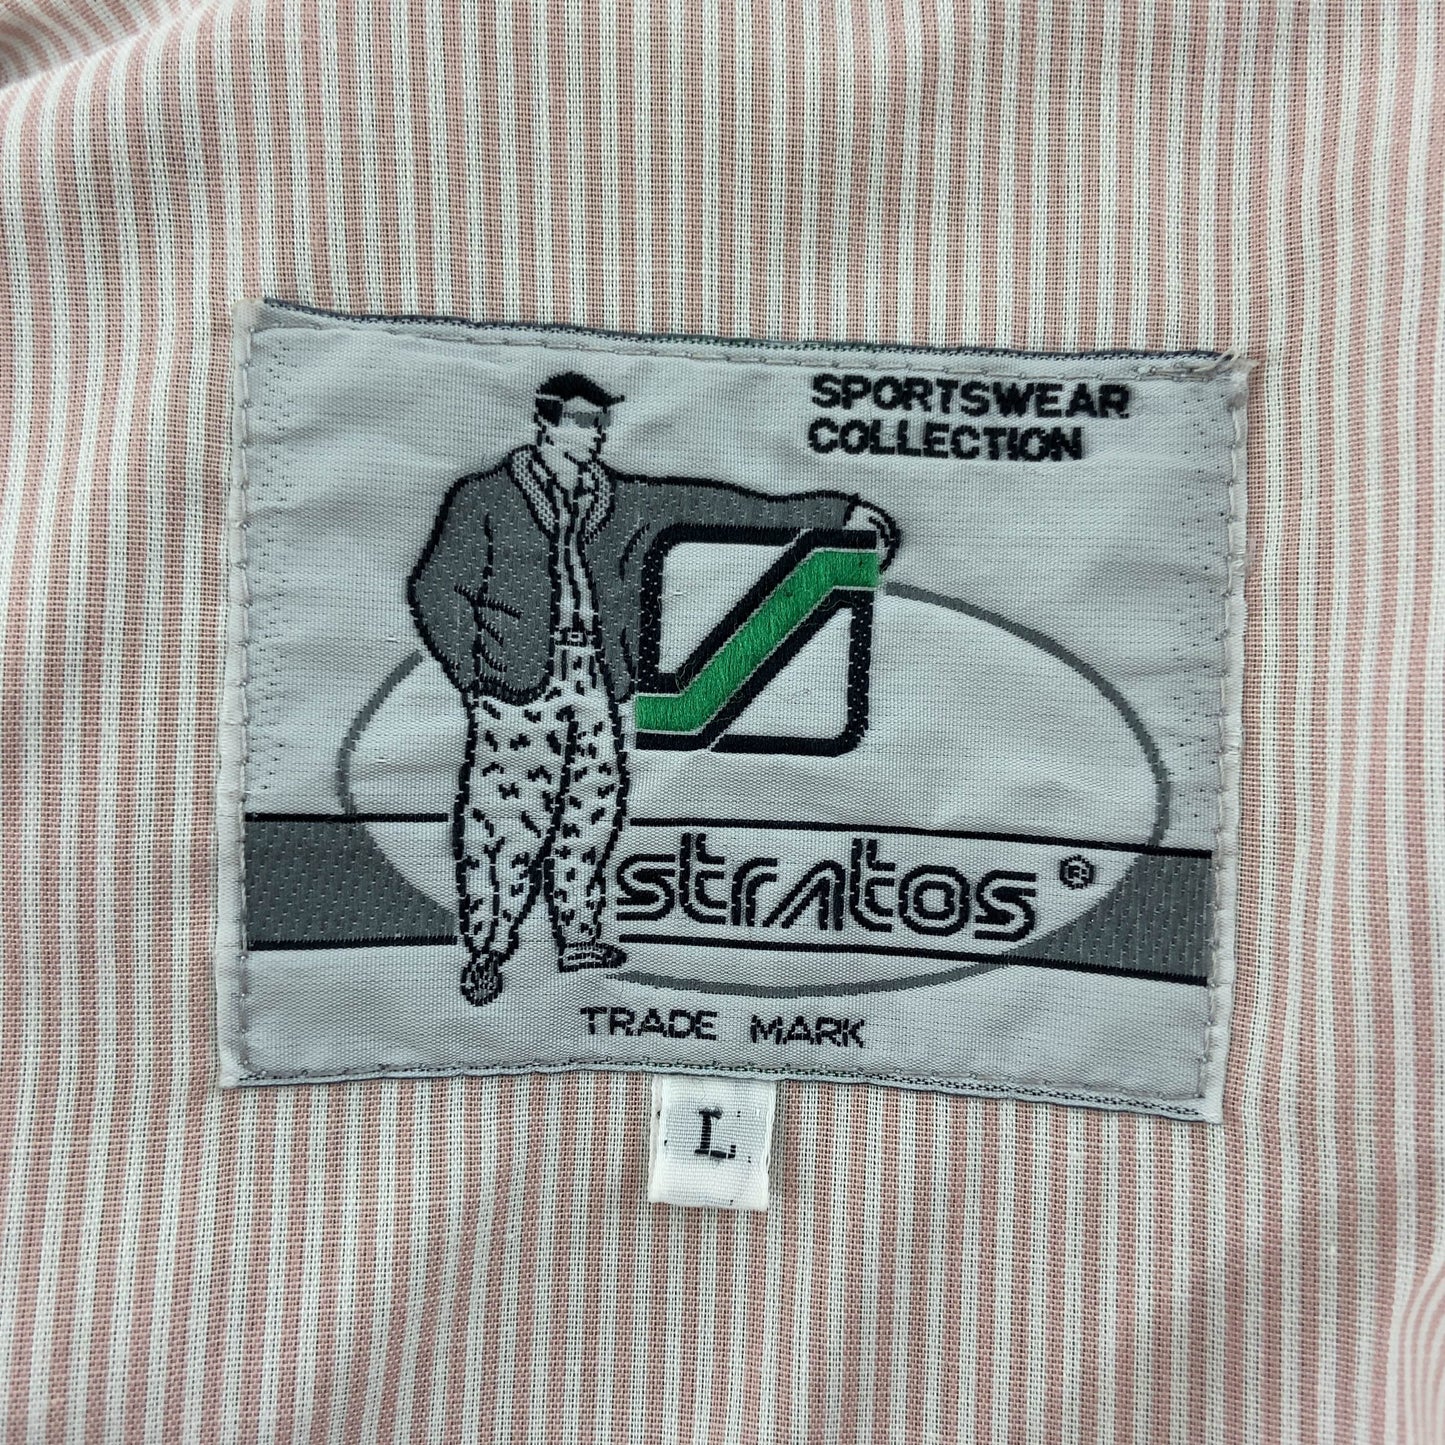 SPORTSWEAR
COLLECTION
stratos ®
TRADE MARK
L